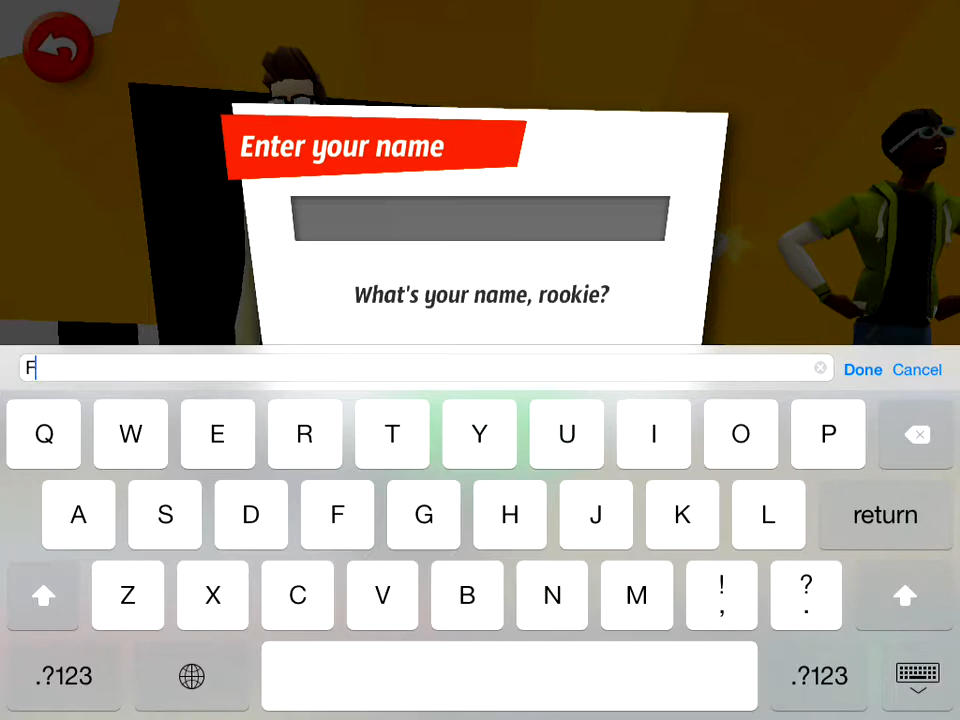 Enter your name
What's your name, rookie?
F Done Cancel
Q W E R T Y U I O P
A S D F G H J K L return
Z X C V B N M ! , ? .
.?123 .?123